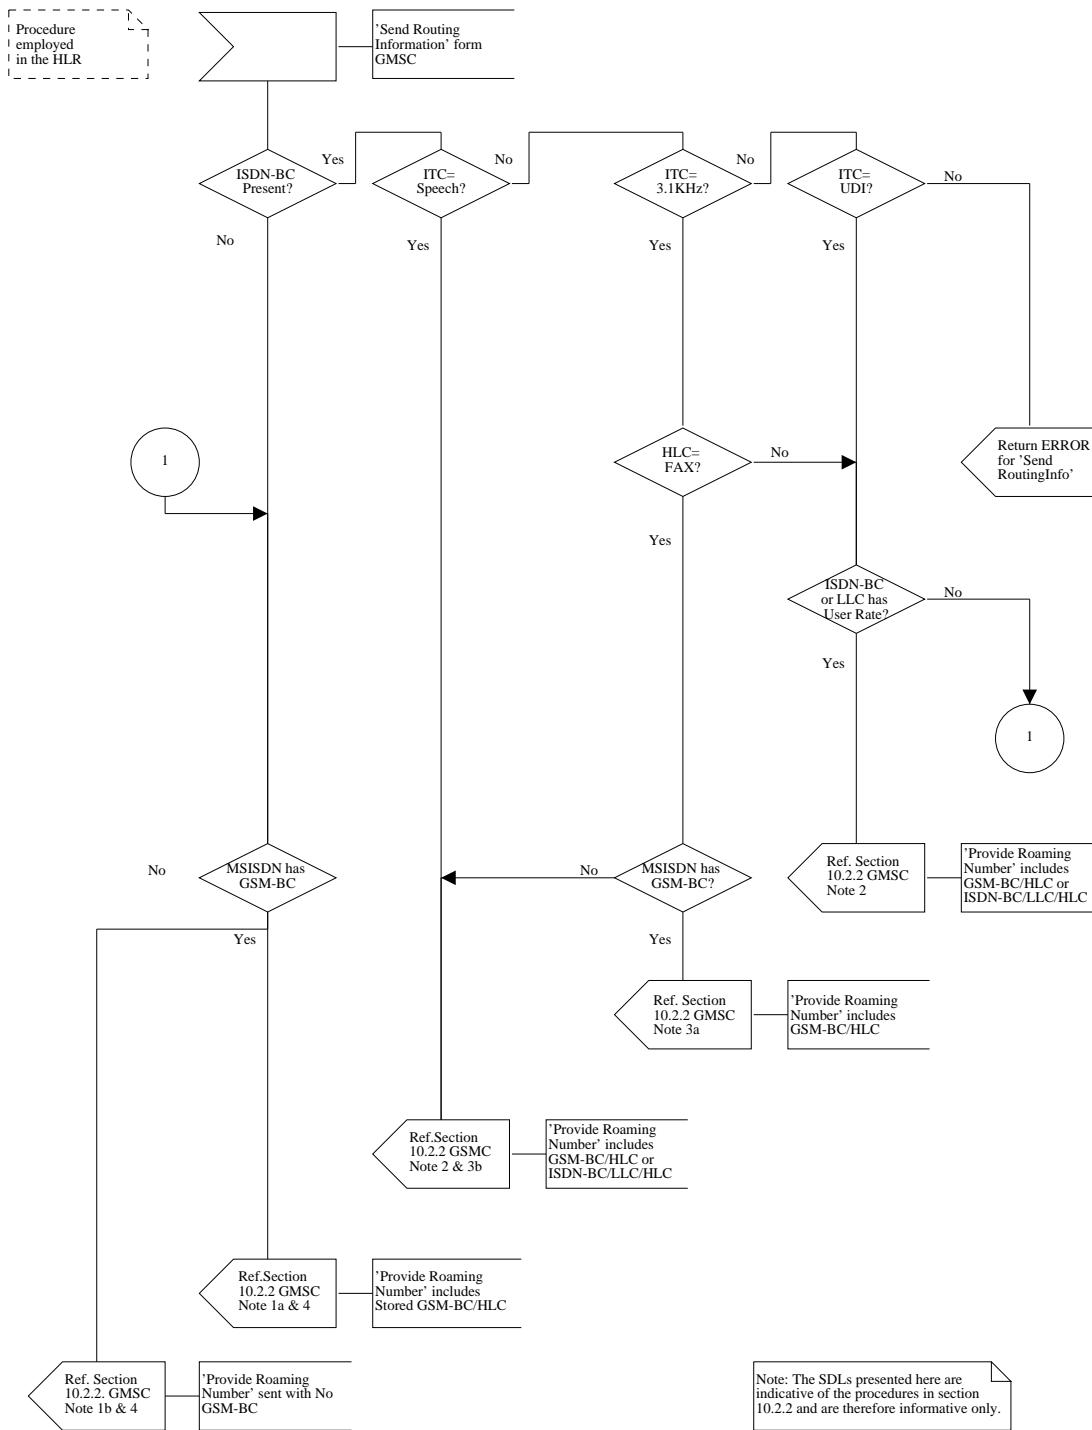 Procedure
employed
in the HLR
'Send Routing
Information' form
GMSC
ISDN-BC
Present?
Yes
ITC=
Speech?
No
ITC=
3.1KHz?
No
ITC=
UDI?
No
No
Yes
Yes
Yes
1
HLC=
FAX?
No
Return ERROR
for 'Send
RoutingInfo'
Yes
ISDN-BC
or LLC has
User Rate?
No
Yes
1
No
MSISDN has
GSM-BC?
Yes
No
MSISDN has
GSM-BC?
Yes
Ref. Section
10.2.2 GMSC
Note 2
'Provide Roaming
Number' includes
GSM-BC/HLC or
ISDN-BC/LLC/HLC
Ref. Section
10.2.2 GMSC
Note 3a
'Provide Roaming
Number' includes
GSM-BC/HLC
Ref.Section
10.2.2 GSMC
Note 2 & 3b
'Provide Roaming
Number' includes
GSM-BC/HLC or
ISDN-BC/LLC/HLC
Ref.Section
10.2.2 GMSC
Note 1a & 4
'Provide Roaming
Number' includes
Stored GSM-BC/HLC
Ref. Section
10.2.2. GMSC
Note 1b & 4
'Provide Roaming
Number' sent with No
GSM-BC
Note: The SDLs presented here are
indicative of the procedures in section
10.2.2 and are therefore informative only.